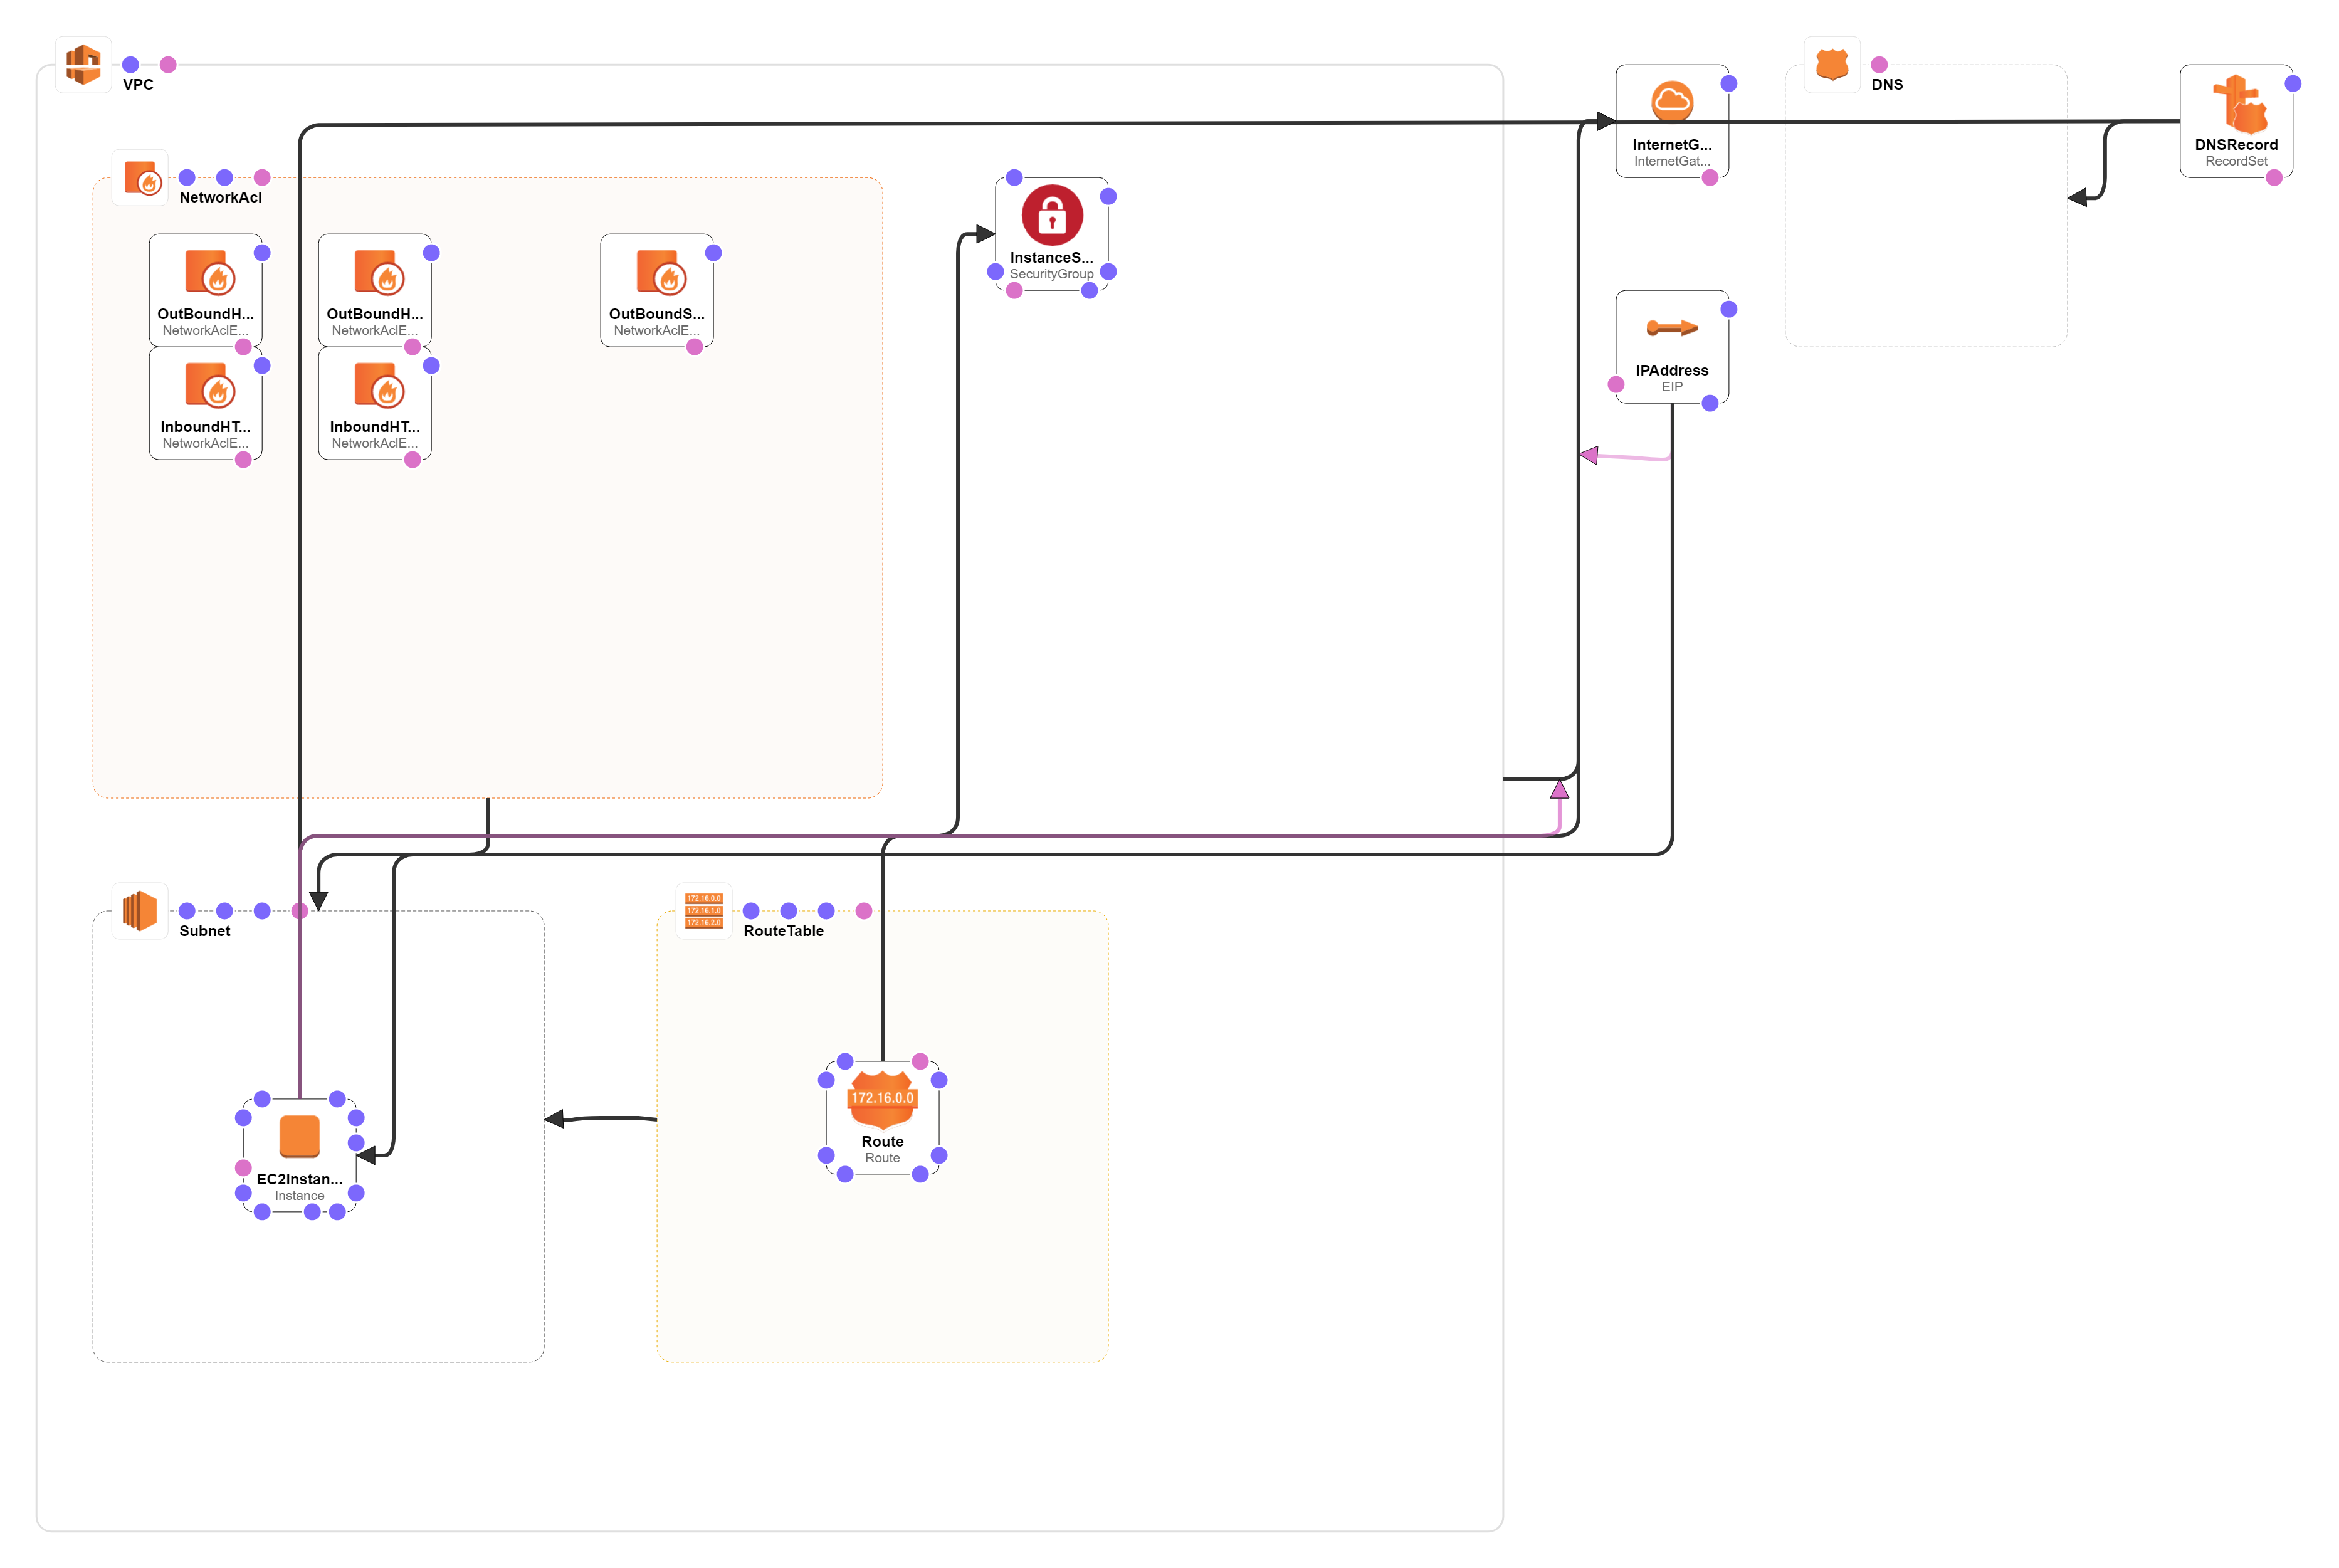 VPC
NetworkAcl
OutBoundH...
NetworkAclE...
OutBoundH...
NetworkAclE...
OutBoundS...
NetworkAclE...
InboundHT...
NetworkAclE...
InboundHT...
NetworkAclE...
InstanceS...
SecurityGroup
InternetG...
InternetGat...
DNS
DNSRecord
RecordSet
IPAddress
EIP
Subnet
172.16.0.0
172.16.1.0
172.16.2.0
RouteTable
EC2Instan...
Instance
172.16.0.0
Route
Route